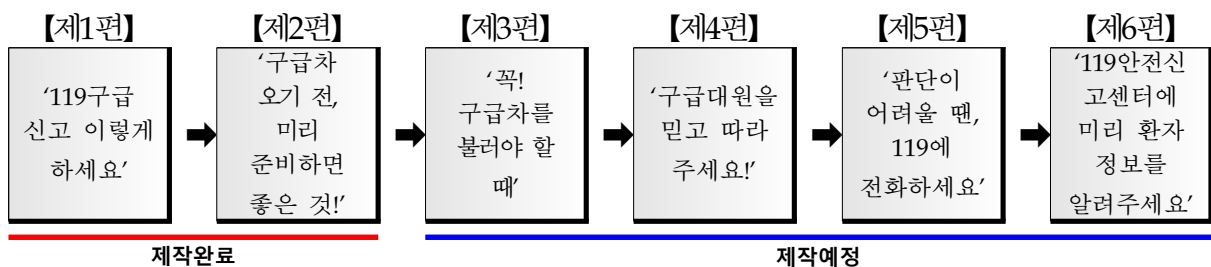 【제1편】 【제2편】 【제3편】 【제4편】 【제5편】 【제6편】
‘119구급
신고 이렇게
하세요’
‘구급차
오기 전,
미리
준비하면
좋은 것!’
‘꼭!
구급차를
불러야 할
때’
‘구급대원을
믿고 따라
주세요!’
‘판단이
어려울 땐,
119에
전화하세요’
‘119안전신
고센터에
미리 환자
정보를
알려주세요’
제작완료 제작예정